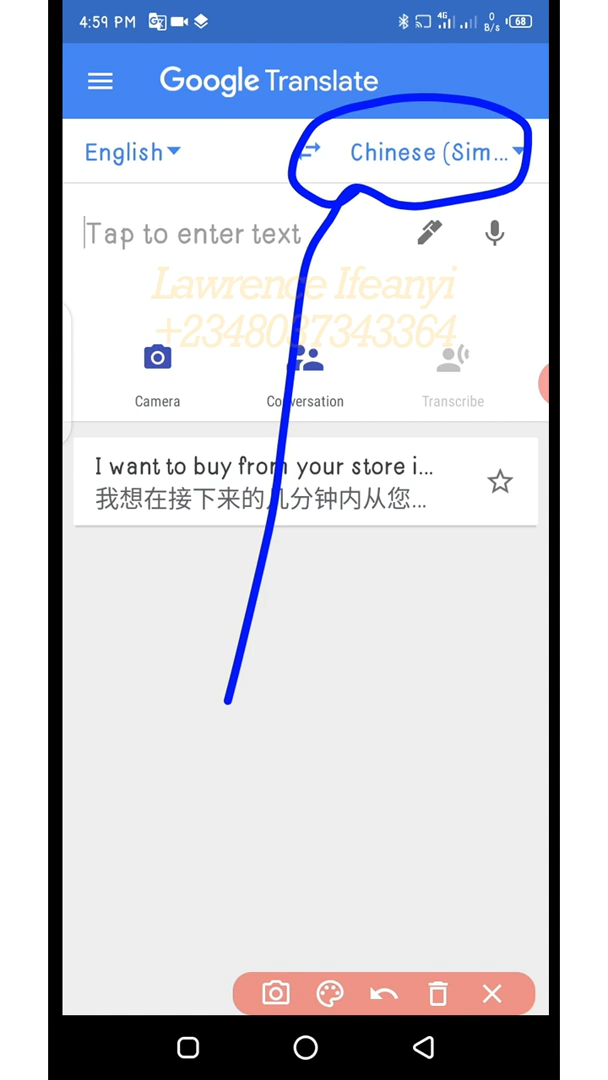 4:59 PM
4G
0
B/s
68
Google Translate
English
Chinese (Sim...
Tap to enter text
Lawrence Ifeanyi
+2348037343364
Camera
Conversation
Transcribe
I want to buy from your store i...
我想在接下来的几分钟内从您...